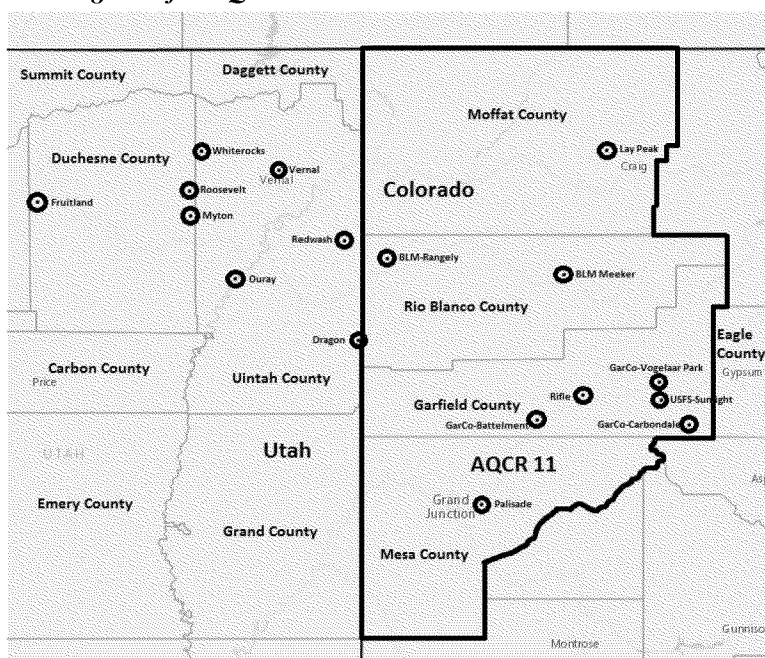 Summit County
Daggett County
Moffat County
Whiterocks
Lay Peak
Duchesne County
Craig
Vernal
Vernal
Colorado
Roosevelt
Fruitland
Myton
Redwash
BLM-Rangely
BLM Meeker
Ouray
Rio Blanco County
Dragon
Eagle
County
Carbon County
GarCo-Vogelaar Park
Gypsum
Price
Uintah County
Rifle
USFS-Sunlight
Garfield County
GarCo-Battelment
GarCo-Carbondale
Utah
UTAH
AQCR 11
Emery County
Grand
Junction
Palisade
Grand County
Mesa County
Gunniso
Montrose